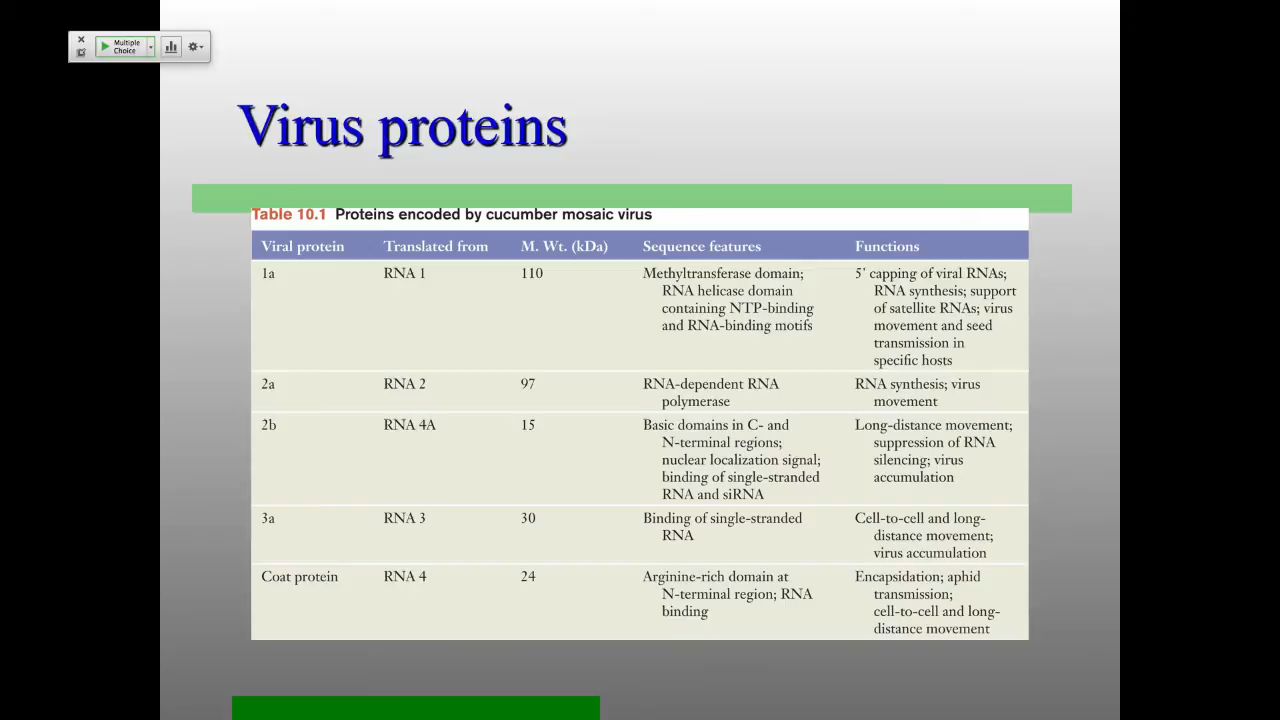 Multiple
Choice
Virus proteins
Table 10.1 Proteins encoded by cucumber mosaic virus
Viral protein Translated from M. Wt. (kDa) Sequence features Functions
1a RNA 1 110 Methyltransferase domain; 5' capping of viral RNAs;
RNA helicase domain RNA synthesis; support
containing NTP-binding of satellite RNAs; virus
and RNA-binding motifs movement and seed
transmission in
specific hosts
2a RNA 2 97 RNA-dependent RNA RNA synthesis; virus
polymerase movement
2b RNA 4A 15 Basic domains in C- and Long-distance movement;
N-terminal regions; suppression of RNA
nuclear localization signal; silencing; virus
binding of single-stranded accumulation
RNA and siRNA
3a RNA 3 30 Binding of single-stranded Cell-to-cell and long-
RNA distance movement;
virus accumulation
Coat protein RNA 4 24 Arginine-rich domain at Encapsidation; aphid
N-terminal region; RNA transmission;
binding cell-to-cell and long-
distance movement